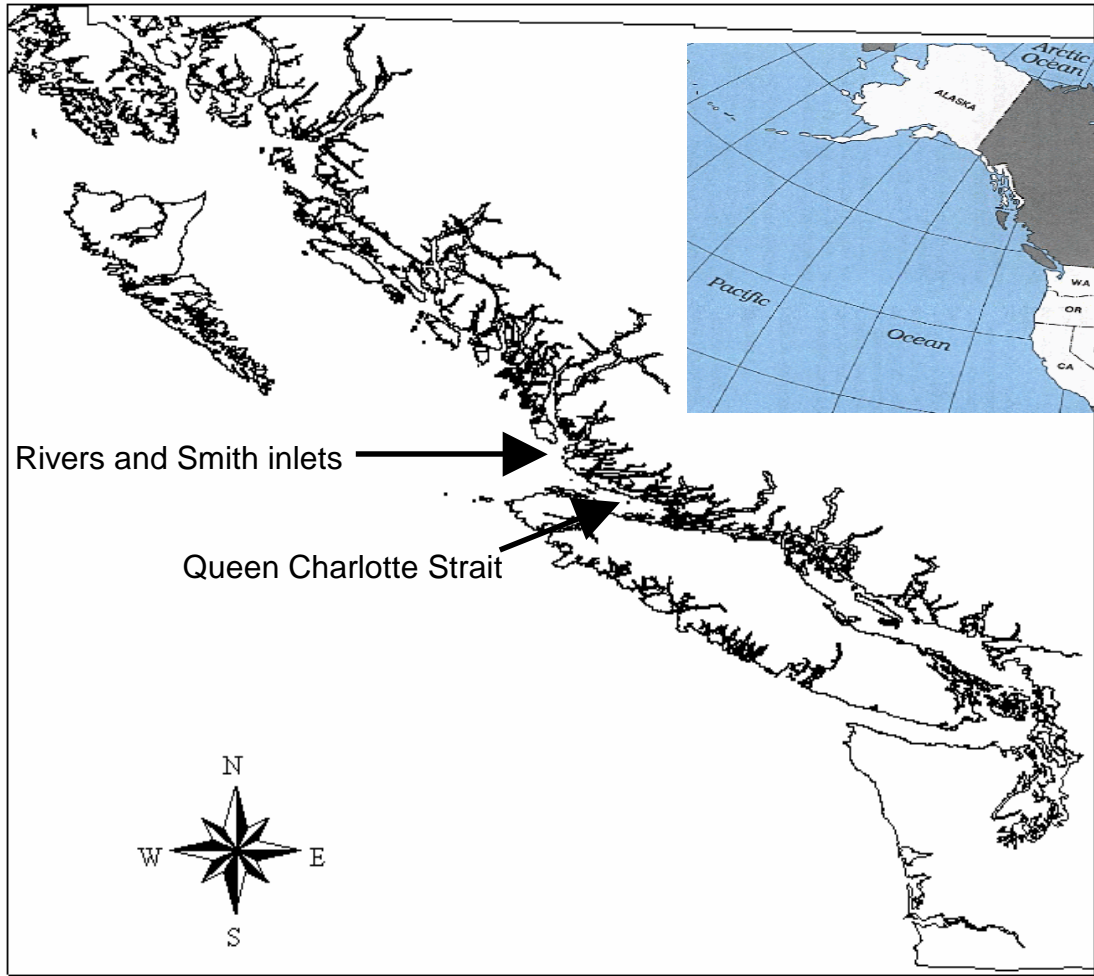 Arctic
Ocean
ALASKA
Pacific
Ocean
WA
OR
CA
Rivers and Smith inlets
Queen Charlotte Strait
N
W E
S